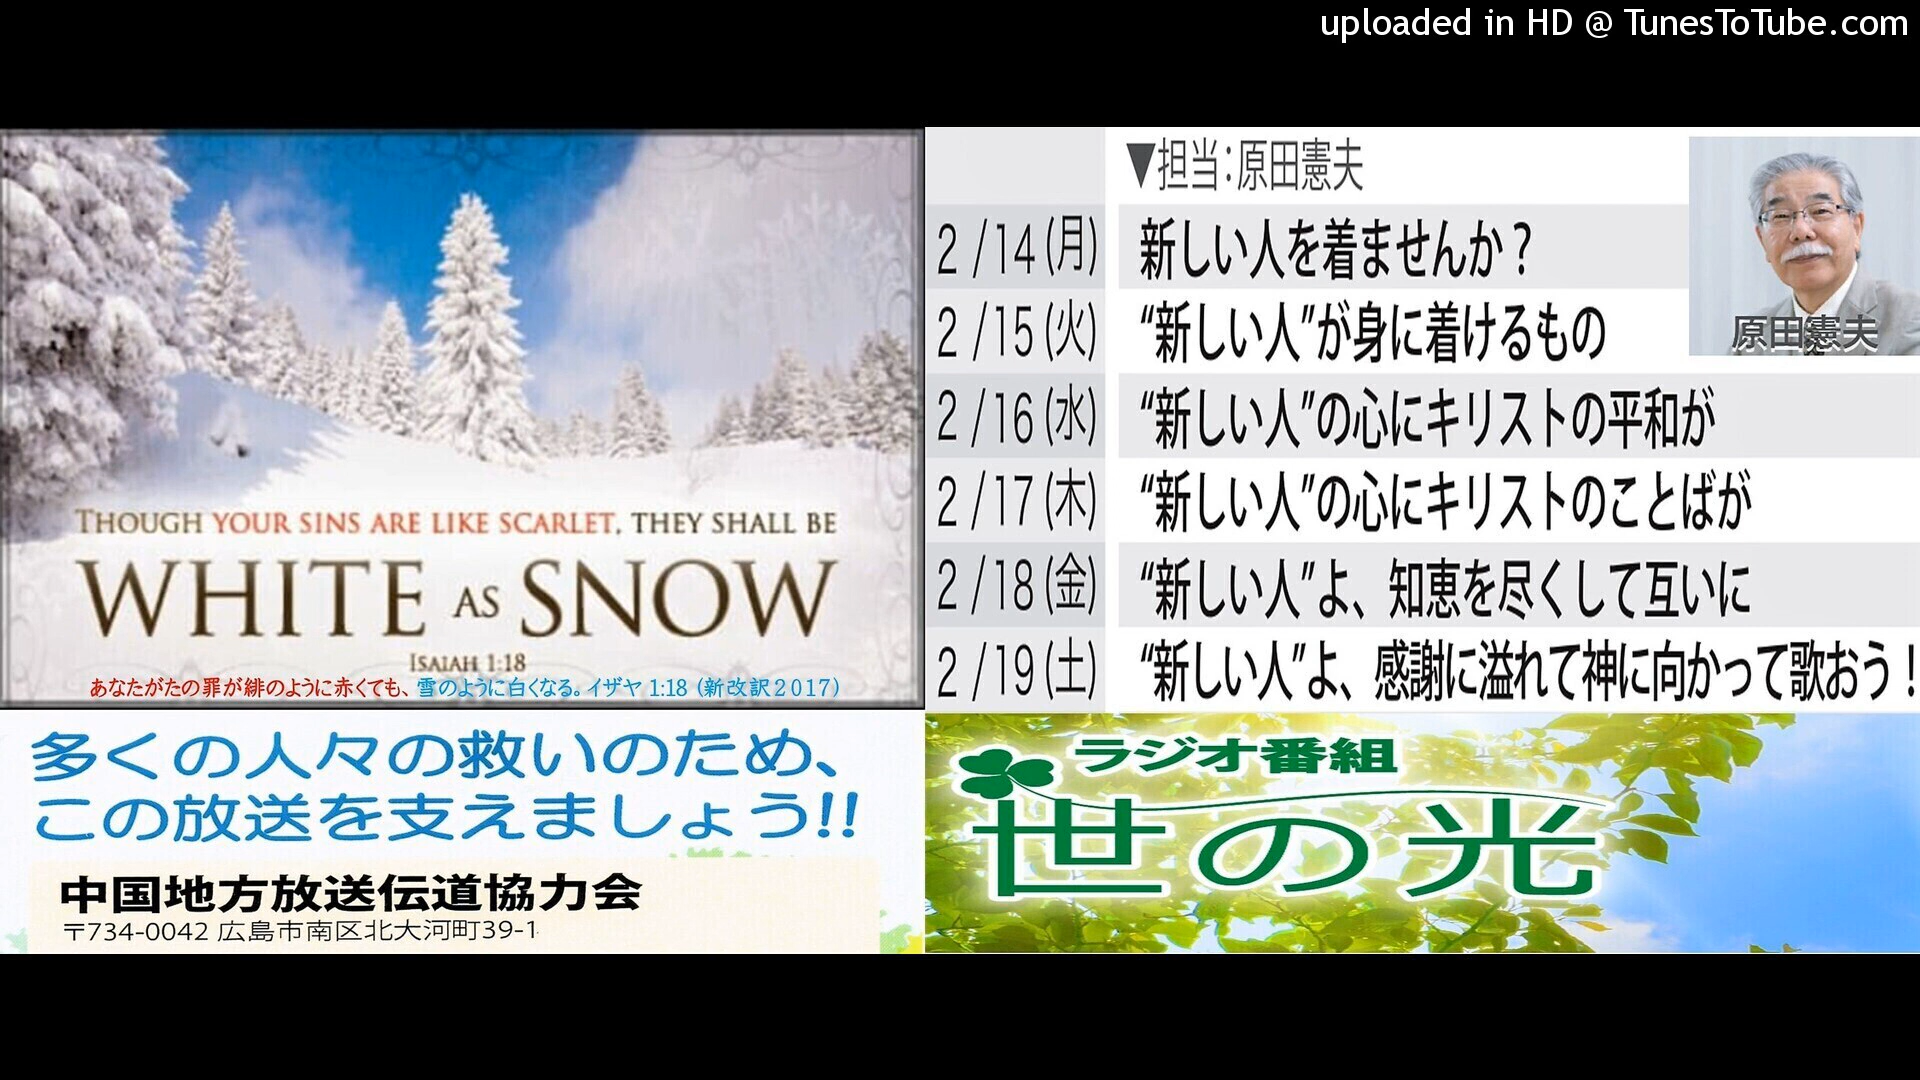 uploaded in HD @ TunesToTube.com
THOUGH YOUR SINS ARE LIKE SCARLET, THEY SHALL BE
WHITE AS SNOW
ISAIAH 1:18
あなたがたの罪が緋のように赤くても、雪のように白くなる。イザヤ 1:18 (新改訳2017)
▼担当:原田憲夫
2/14(月) 新しい人を着ませんか?
2/15(火) “新しい人”が身に着けるもの
2/16(水) “新しい人”の心にキリストの平和が
2/17(木) “新しい人”の心にキリストのことばが
2/18(金) “新しい人”よ、知恵を尽くして互いに
2/19(土) “新しい人”よ、感謝に溢れて神に向かって歌おう!
原田憲夫
多くの人々の救いのため、
この放送を支えましょう!!
中国地方放送伝道協力会
〒734-0042 広島市南区北大河町39-1
ラジオ番組
世の光